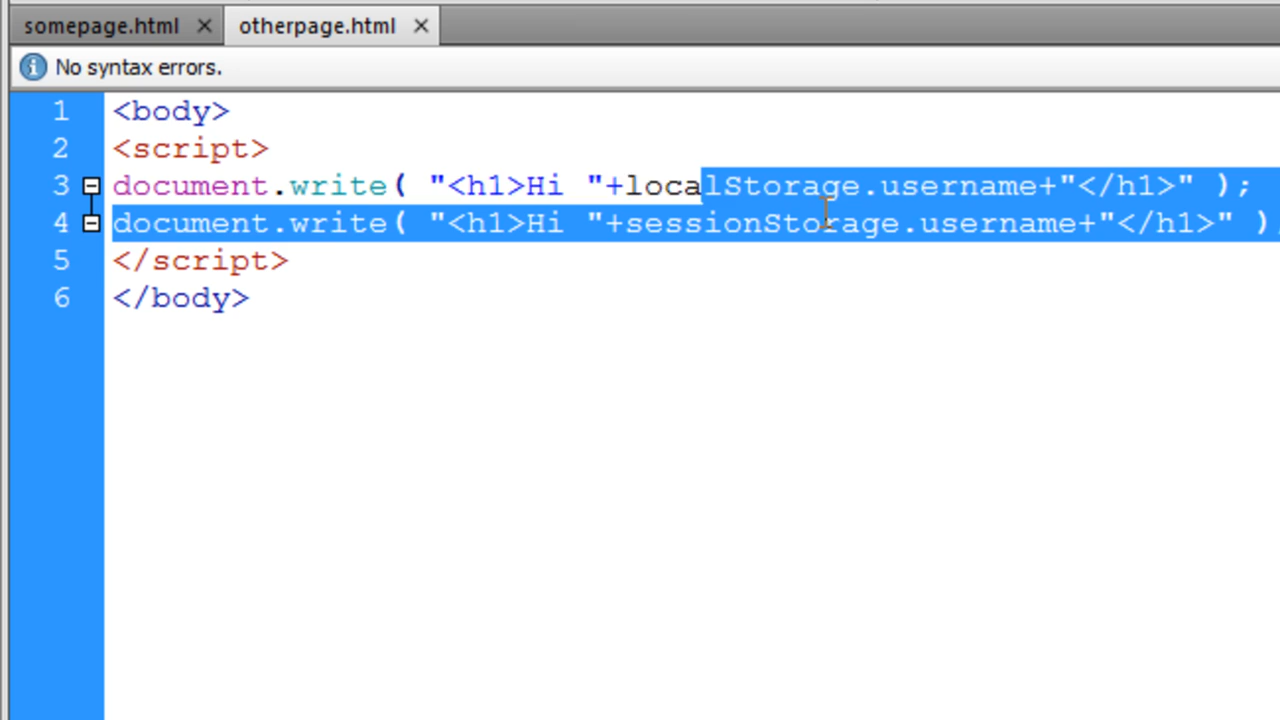 somepage.html × otherpage.html ×
No syntax errors.
1 <body>
2 <script>
3 document.write( "<h1>Hi "+localStorage.username+"</h1>" );
4 document.write( "<h1>Hi "+sessionStorage.username+"</h1>" );
5 </script>
6 </body>